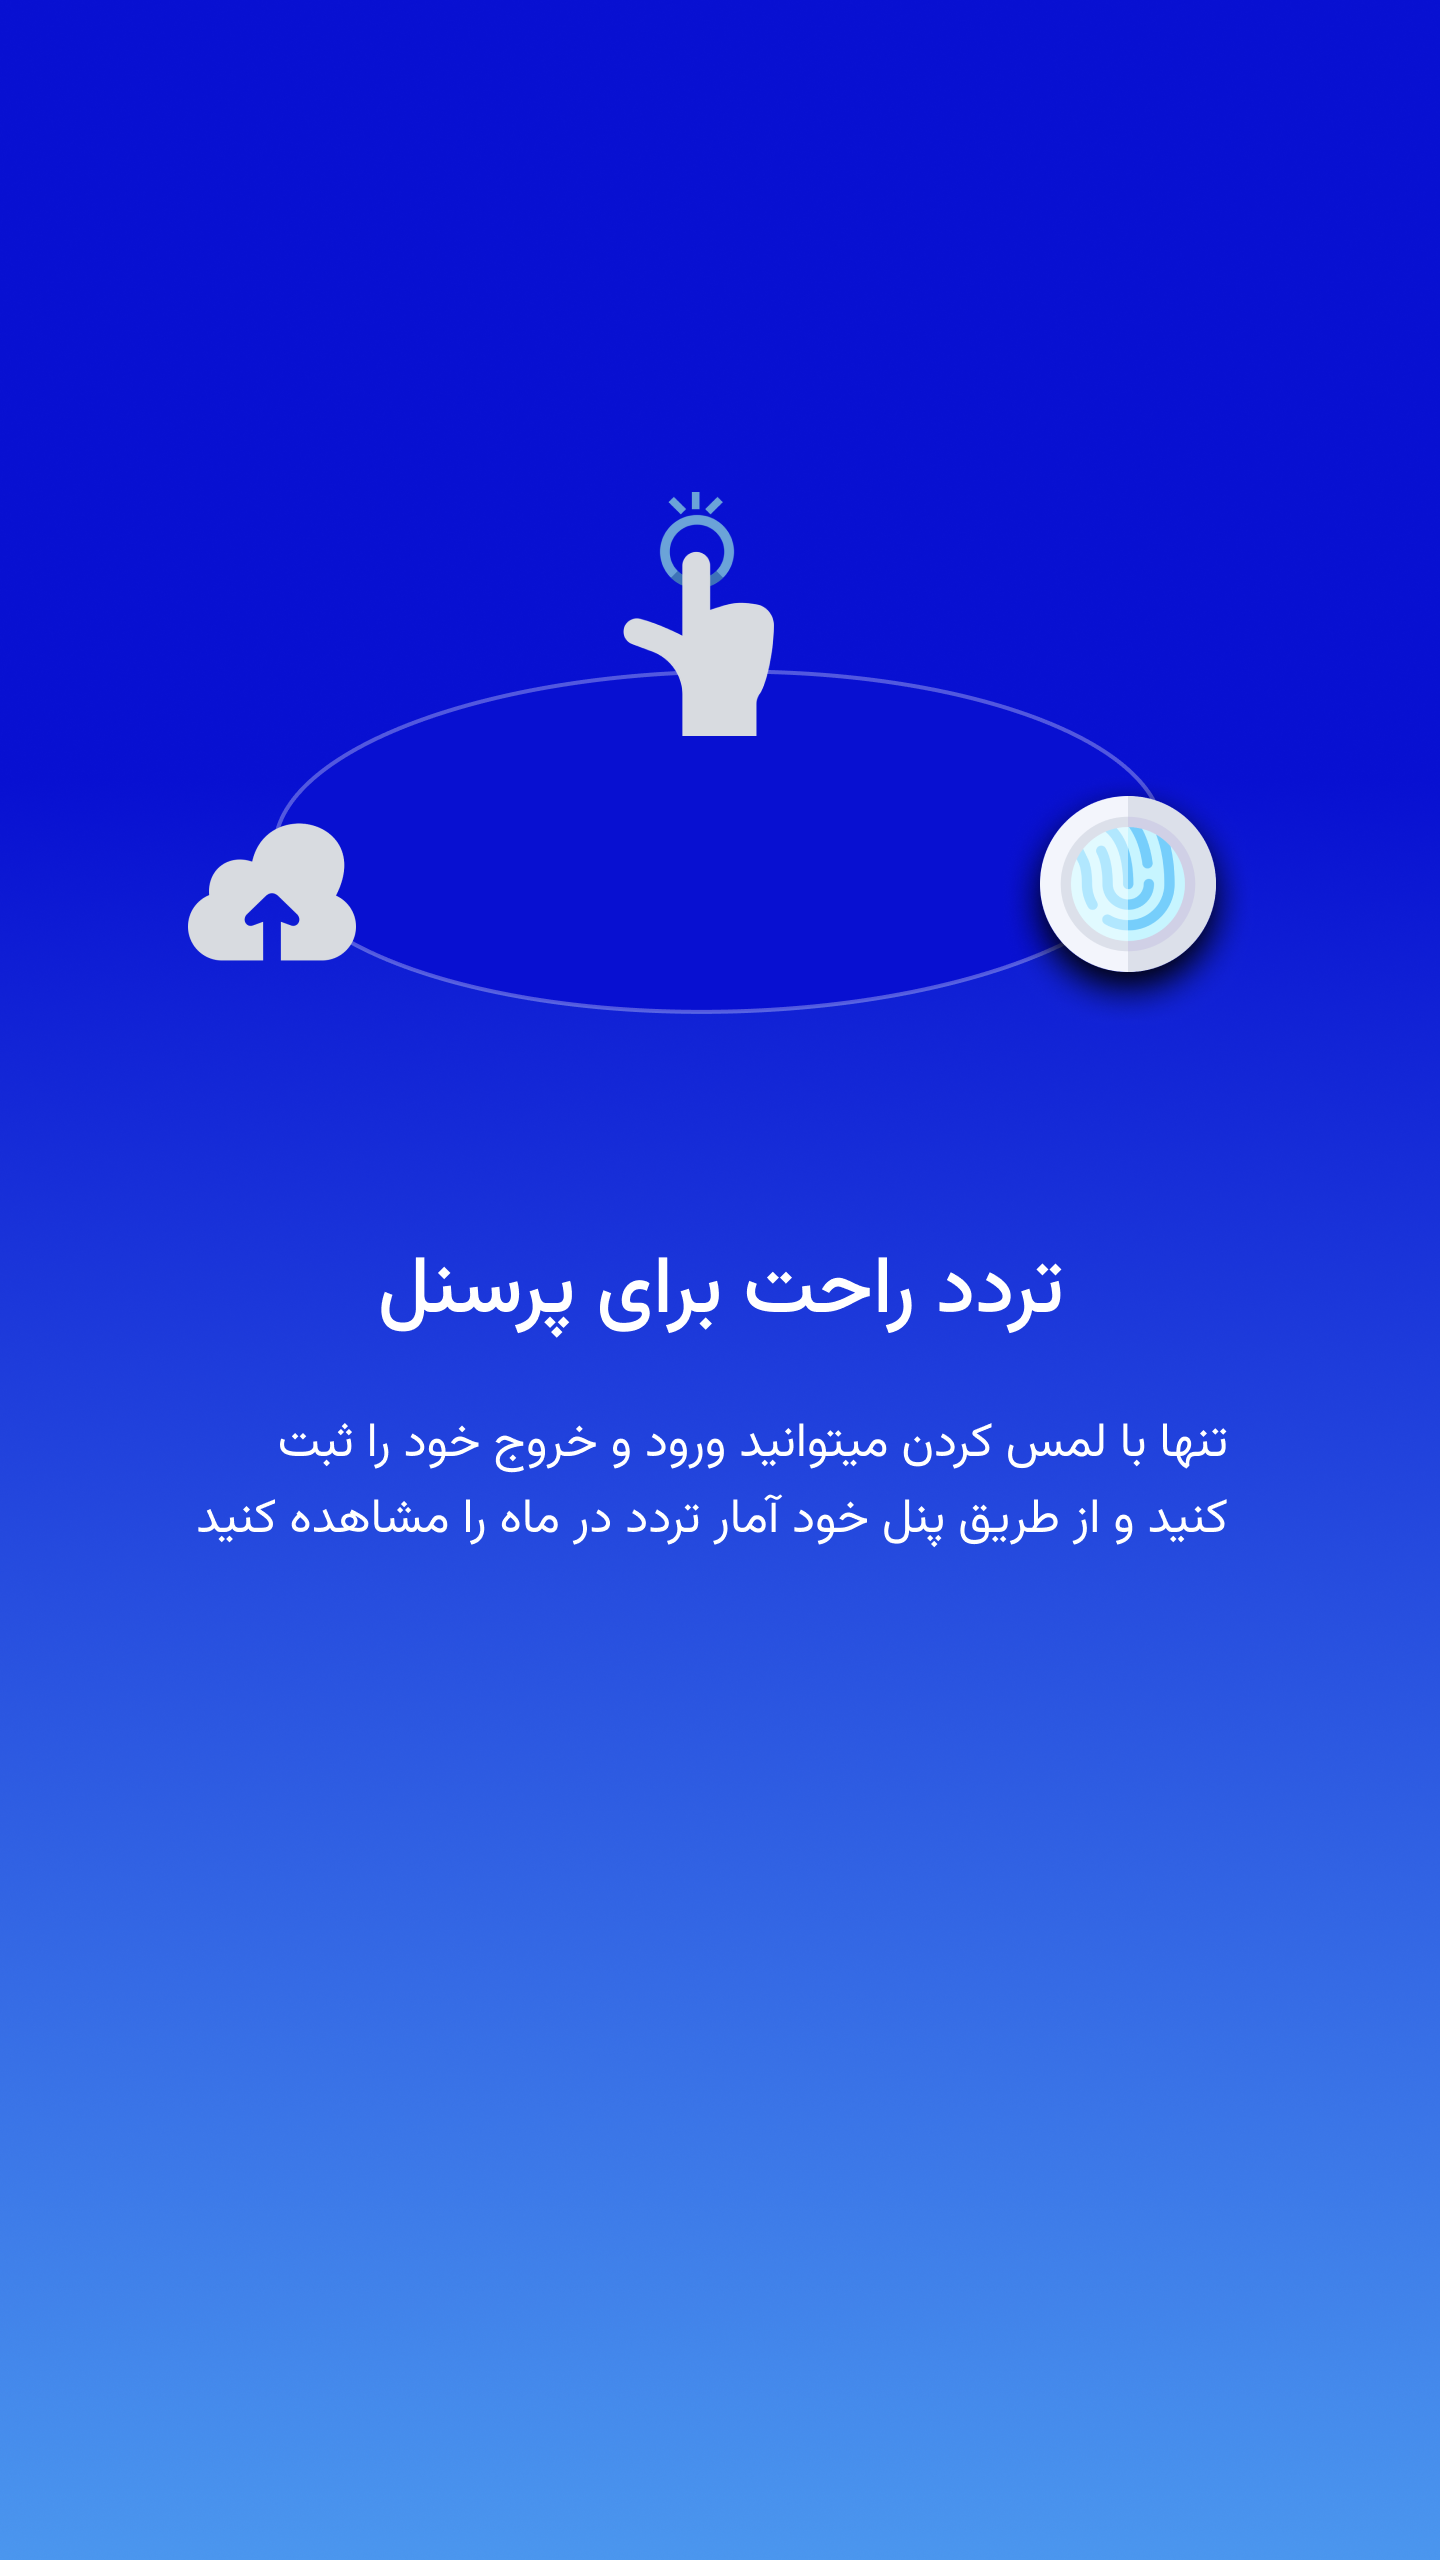 تردد راحت برای پرسنل
تنها با لمس کردن میتوانید ورود و خروج خود را ثبت
کنید و از طریق پنل خود آمار تردد در ماه را مشاهده کنید